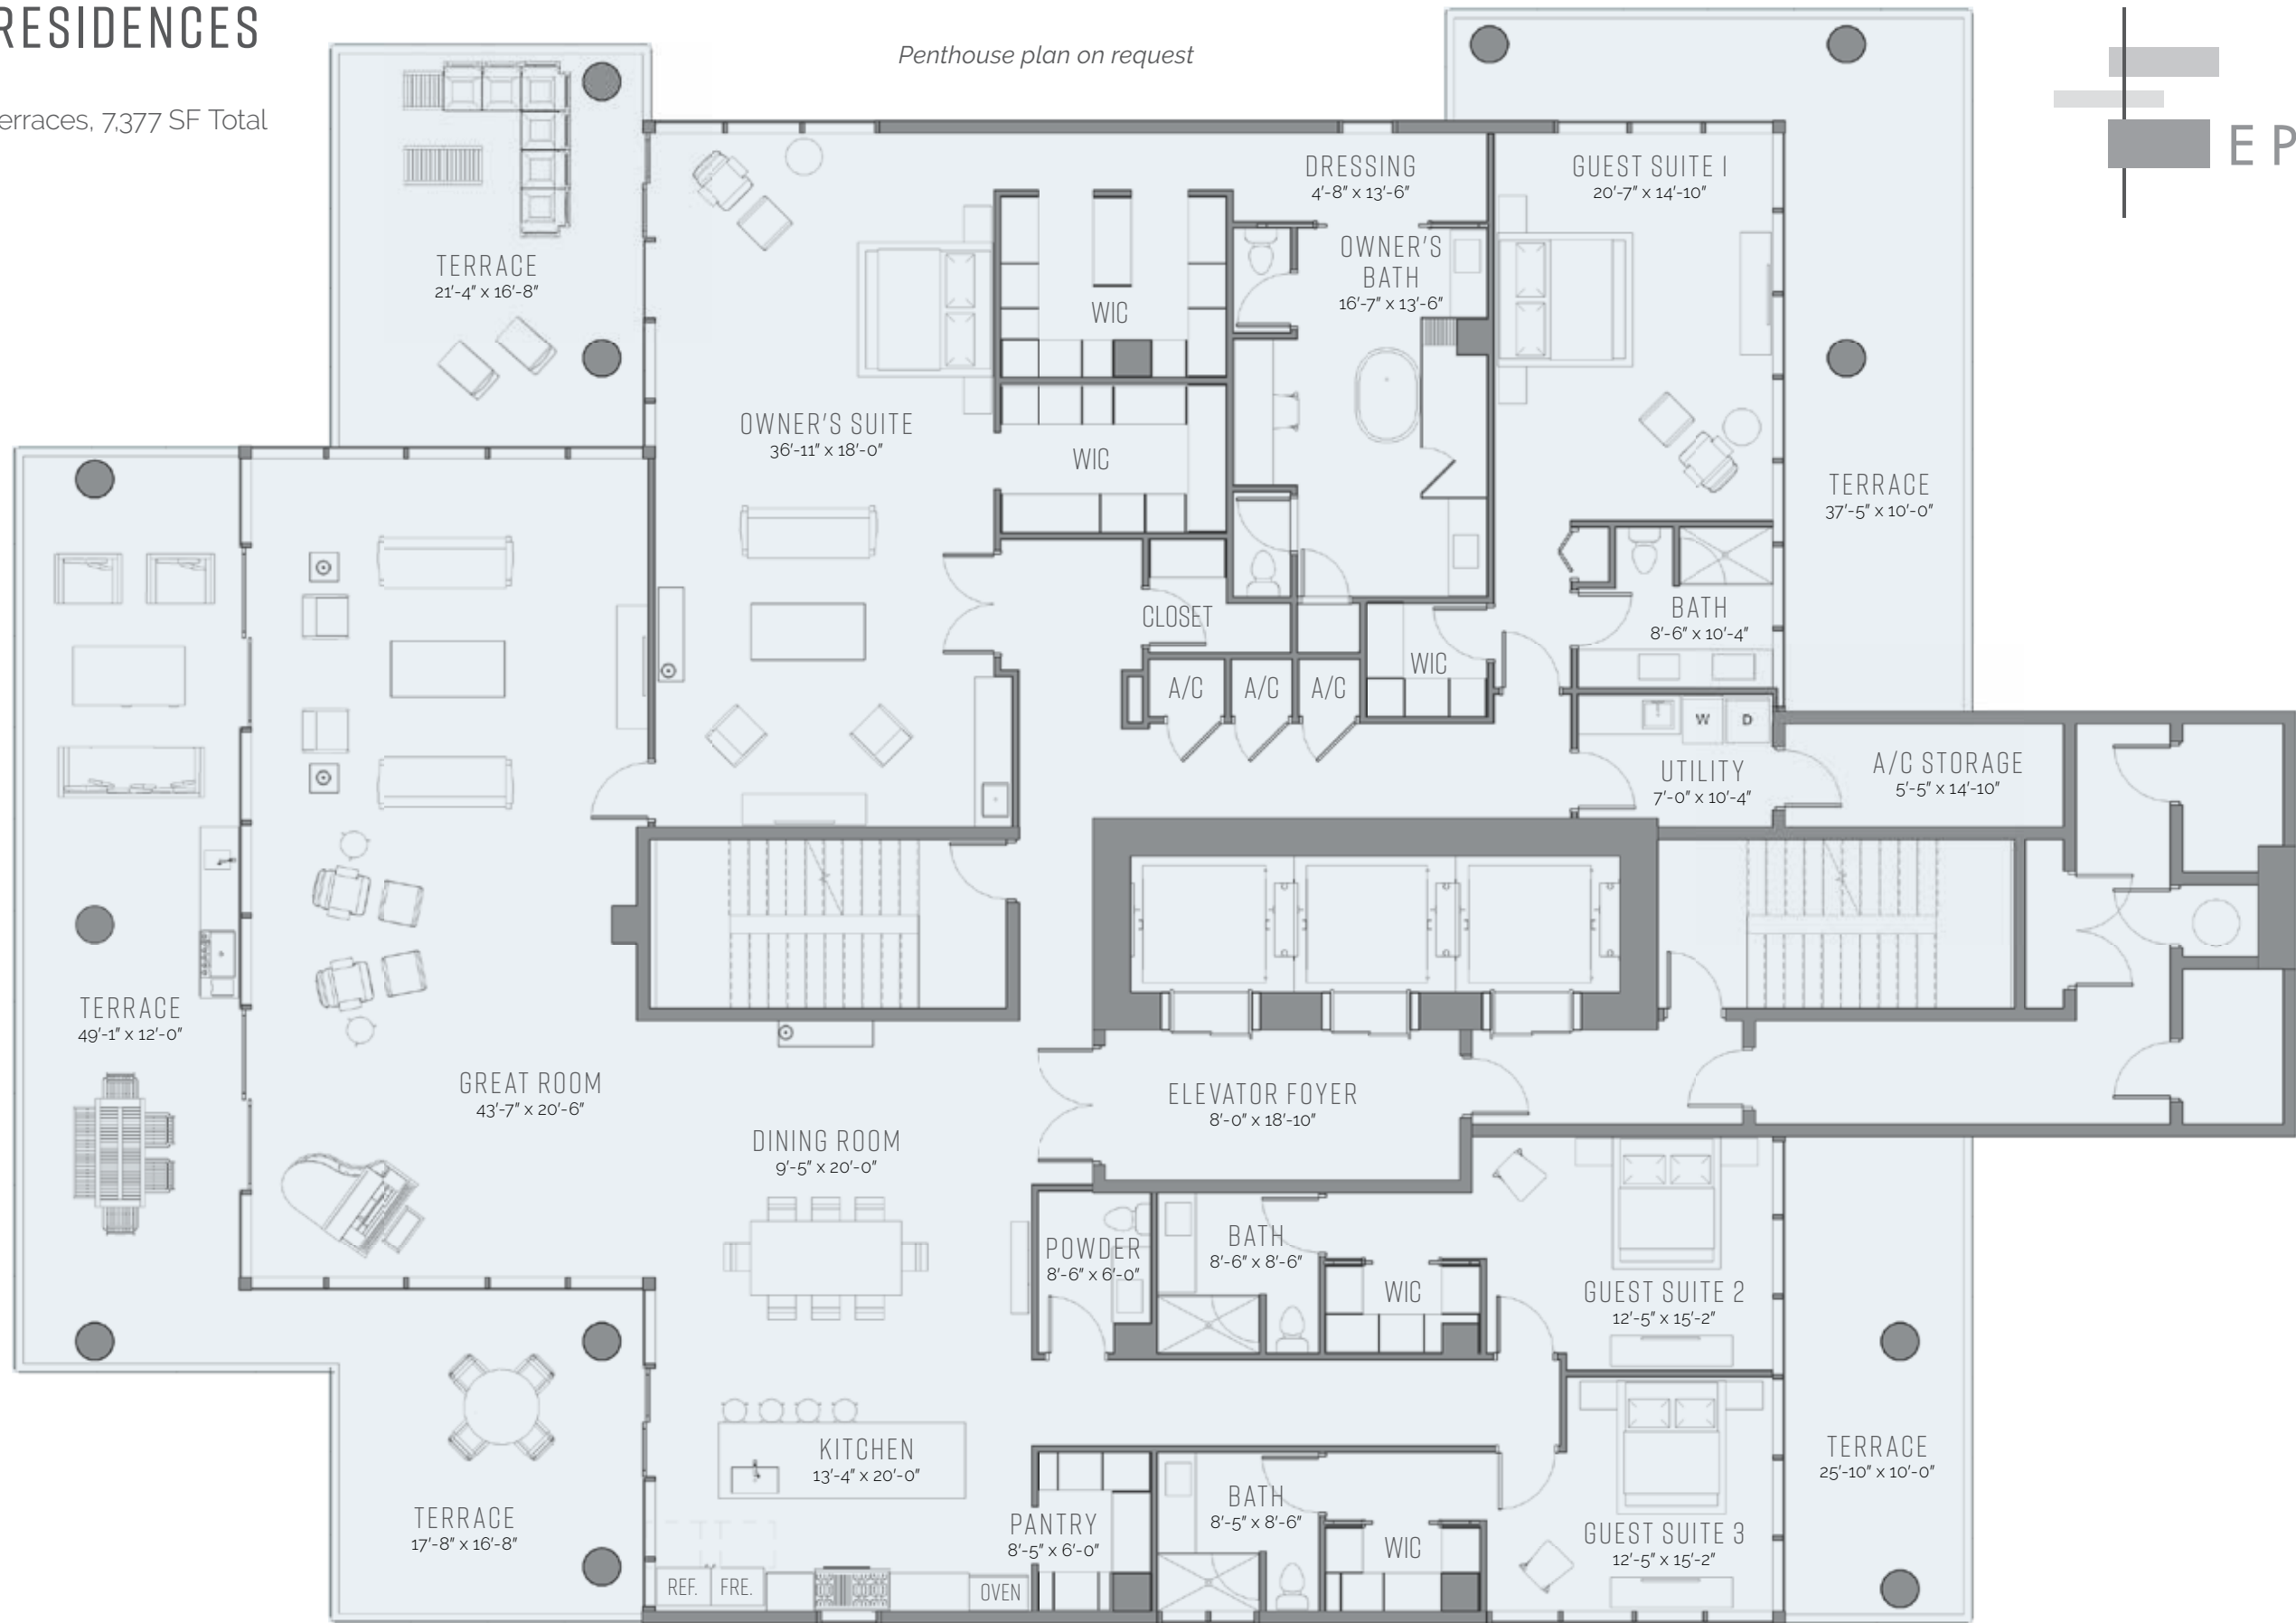 RESIDENCES
erraces, 7,377 SF Total
Penthouse plan on request
EP
TERRACE
21'-4" x 16'-8"
OWNER'S SUITE
36'-11" x 18'-0"
WIC
WIC
DRESSING
4'-8" x 13'-6"
OWNER'S
BATH
16'-7" x 13'-6"
GUEST SUITE 1
20'-7" x 14'-10"
TERRACE
37'-5" x 10'-0"
CLOSET
A/C
A/C
A/C
WIC
BATH
8'-6" x 10'-4"
W
D
UTILITY
7'-0" x 10'-4"
A/C STORAGE
5'-5" x 14'-10"
TERRACE
49'-1" x 12'-0"
GREAT ROOM
43'-7" x 20'-6"
DINING ROOM
9'-5" x 20'-0"
ELEVATOR FOYER
8'-0" x 18'-10"
POWDER
8'-6" x 6'-0"
BATH
8'-6" x 8'-6"
WIC
GUEST SUITE 2
12'-5" x 15'-2"
TERRACE
17'-8" x 16'-8"
KITCHEN
13'-4" x 20'-0"
REF.
FRE.
OVEN
PANTRY
8'-5" x 6'-0"
BATH
8'-5" x 8'-6"
WIC
GUEST SUITE 3
12'-5" x 15'-2"
TERRACE
25'-10" x 10'-0"